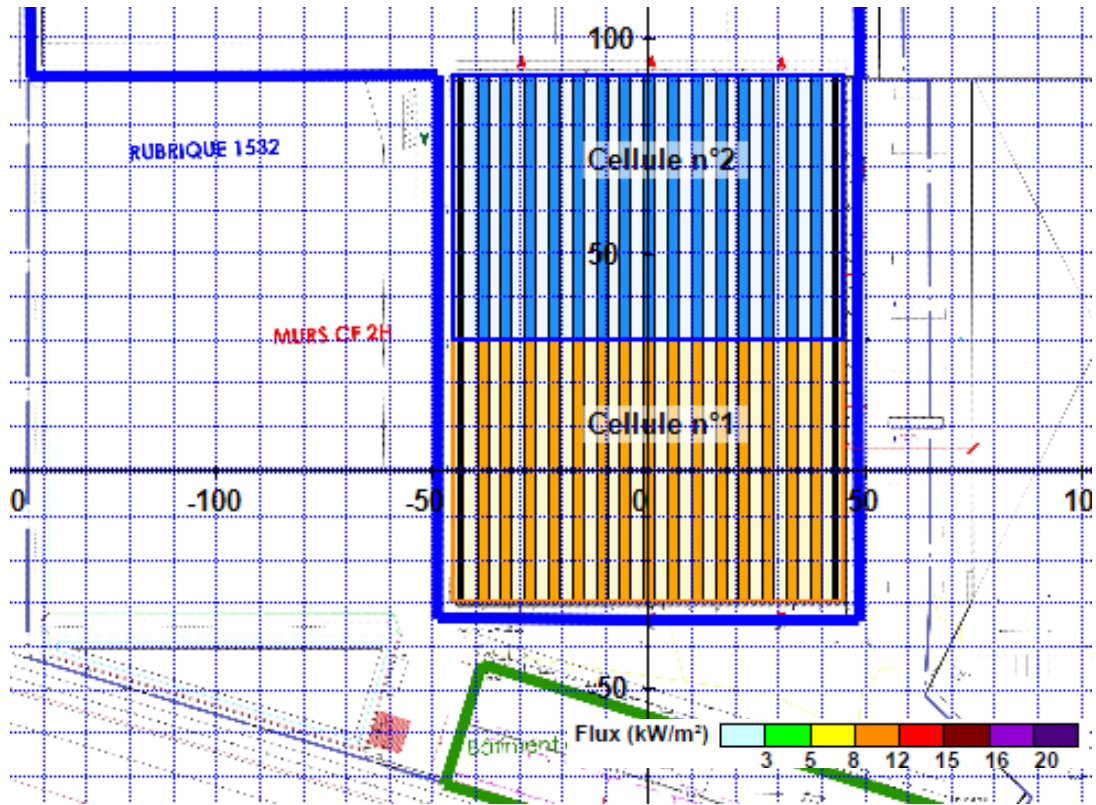 100
RUBRIQUE 1532
Cellule n°2
50
MURS CF 2H
Cellule n°1
0 -100 -50 0 50 10
-50
Flux (kW/m²)
3 5 8 12 15 16 20
Bâtiment